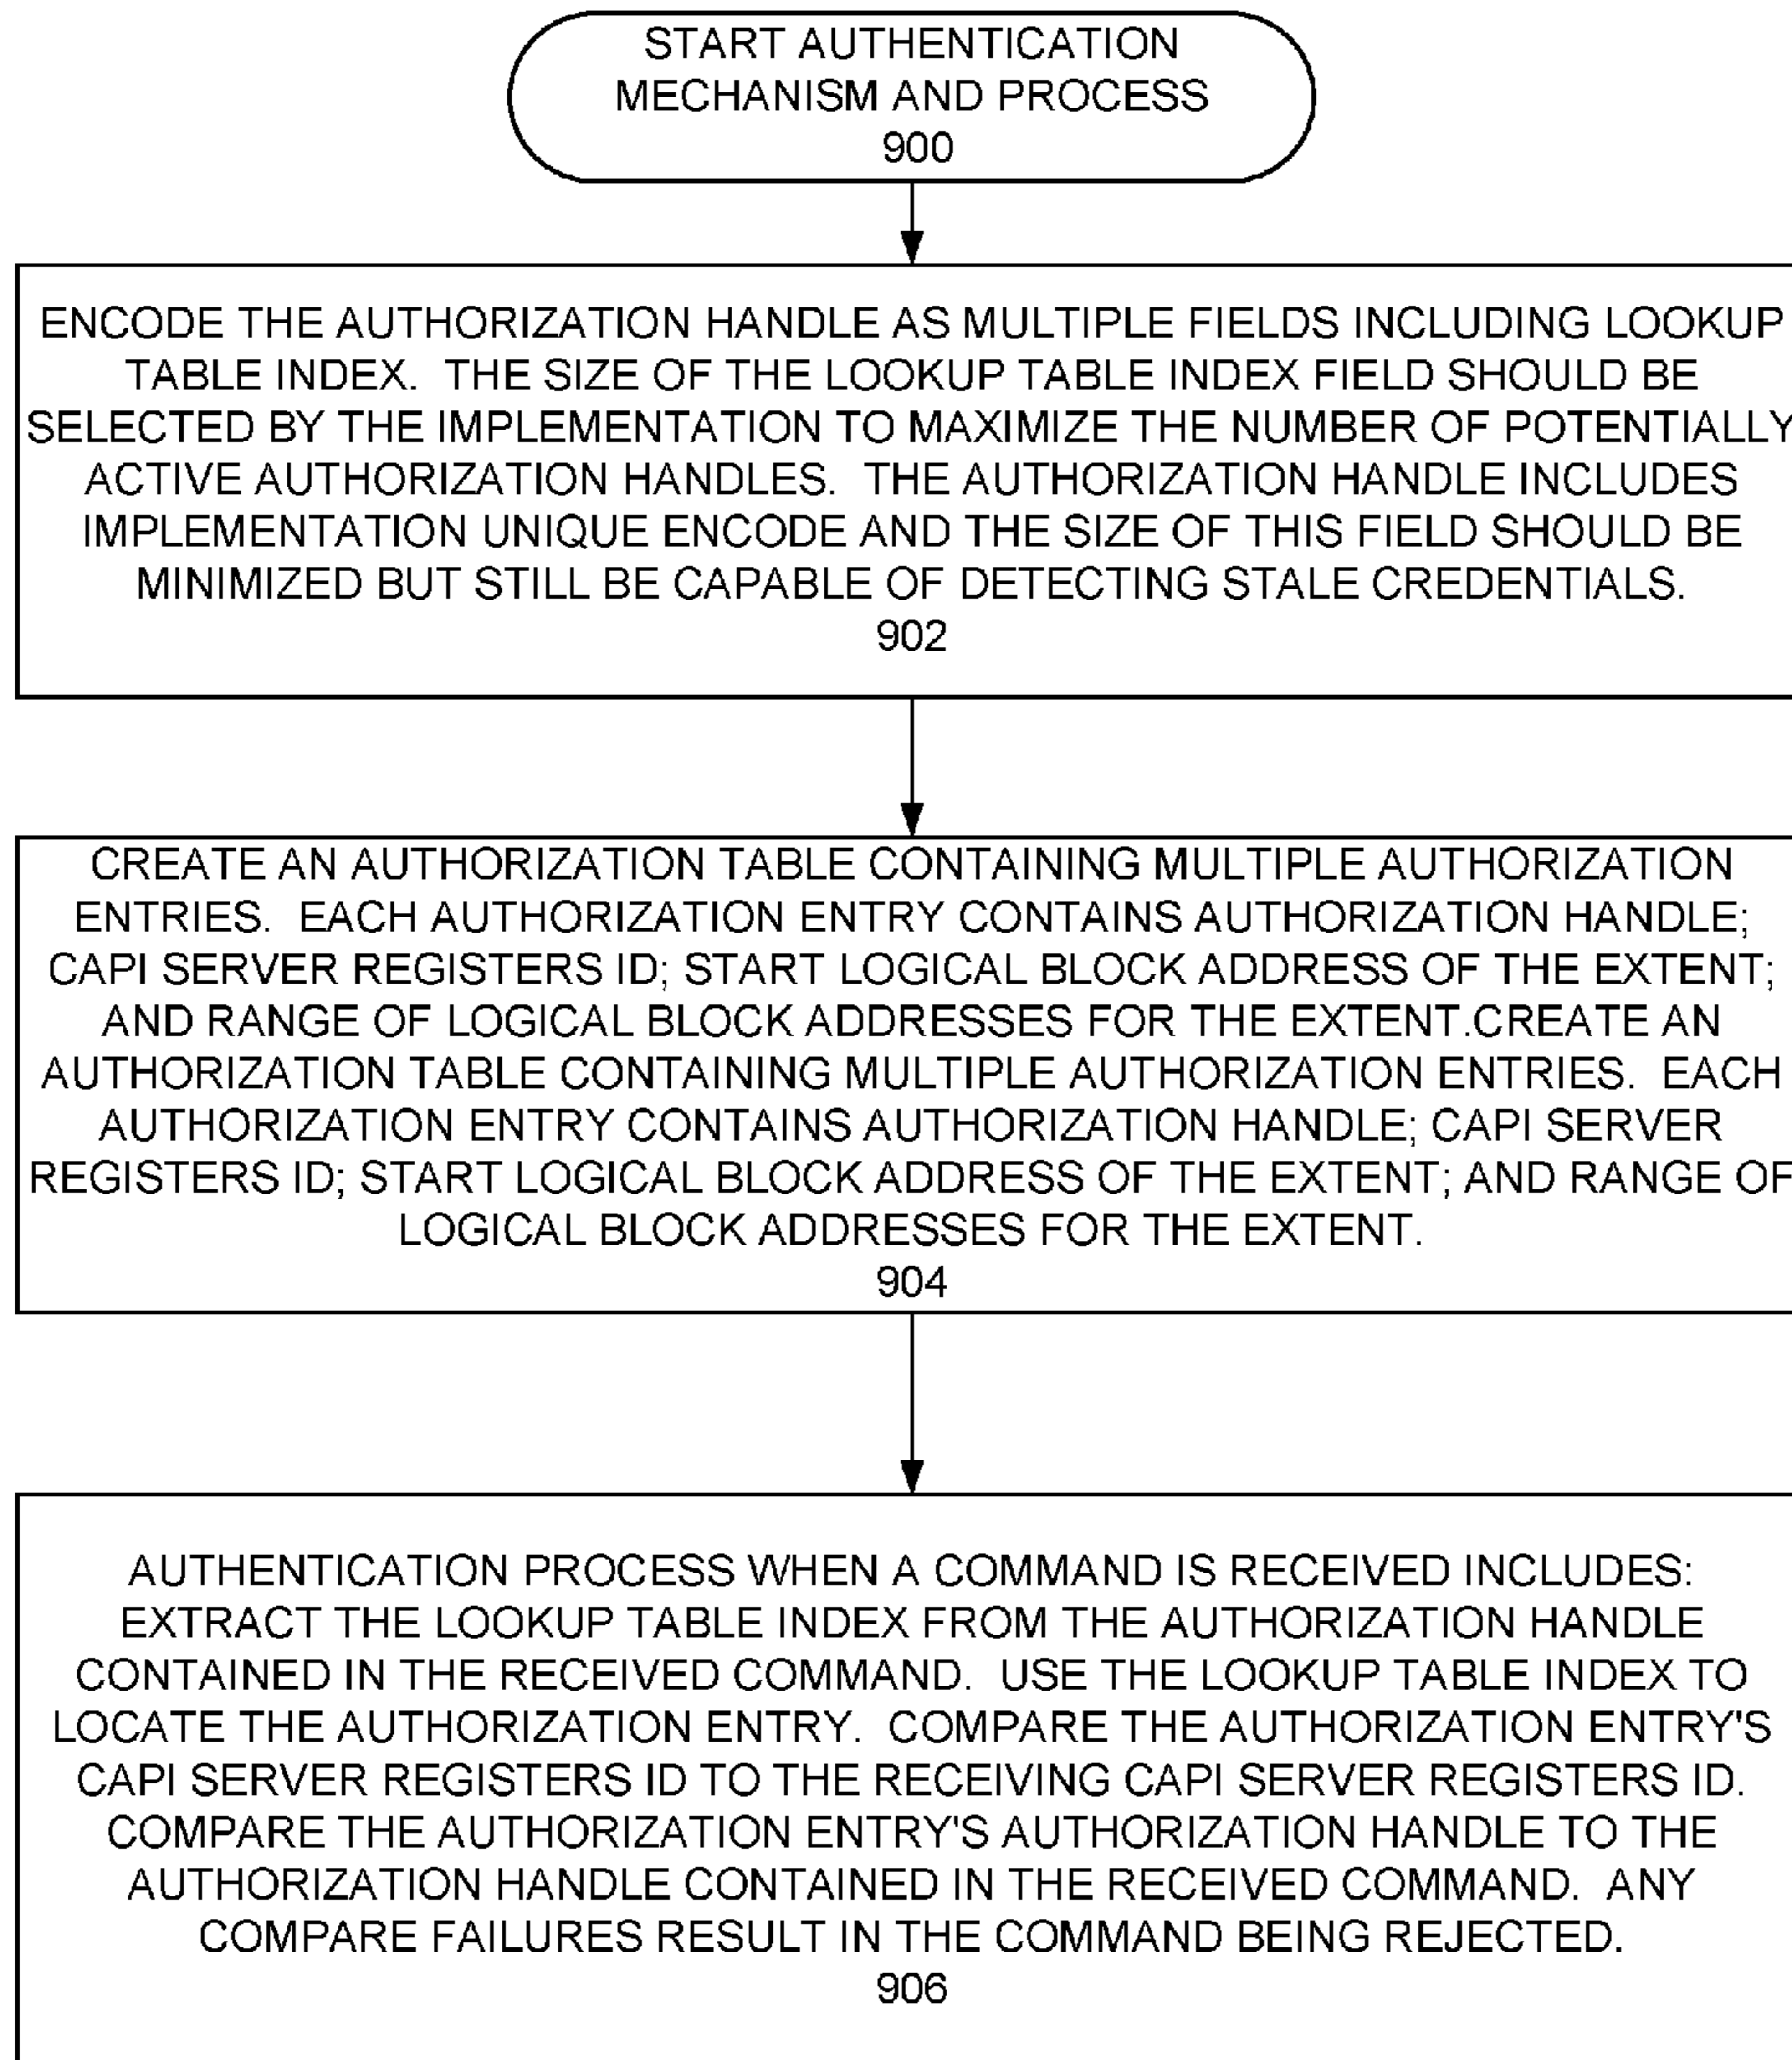 START AUTHENTICATION
MECHANISM AND PROCESS
900
ENCODE THE AUTHORIZATION HANDLE AS MULTIPLE FIELDS INCLUDING LOOKUP
TABLE INDEX. THE SIZE OF THE LOOKUP TABLE INDEX FIELD SHOULD BE
SELECTED BY THE IMPLEMENTATION TO MAXIMIZE THE NUMBER OF POTENTIALLY
ACTIVE AUTHORIZATION HANDLES. THE AUTHORIZATION HANDLE INCLUDES
IMPLEMENTATION UNIQUE ENCODE AND THE SIZE OF THIS FIELD SHOULD BE
MINIMIZED BUT STILL BE CAPABLE OF DETECTING STALE CREDENTIALS.
902
CREATE AN AUTHORIZATION TABLE CONTAINING MULTIPLE AUTHORIZATION
ENTRIES. EACH AUTHORIZATION ENTRY CONTAINS AUTHORIZATION HANDLE;
CAPI SERVER REGISTERS ID; START LOGICAL BLOCK ADDRESS OF THE EXTENT;
AND RANGE OF LOGICAL BLOCK ADDRESSES FOR THE EXTENT.CREATE AN
AUTHORIZATION TABLE CONTAINING MULTIPLE AUTHORIZATION ENTRIES. EACH
AUTHORIZATION ENTRY CONTAINS AUTHORIZATION HANDLE; CAPI SERVER
REGISTERS ID; START LOGICAL BLOCK ADDRESS OF THE EXTENT; AND RANGE OF
LOGICAL BLOCK ADDRESSES FOR THE EXTENT.
904
AUTHENTICATION PROCESS WHEN A COMMAND IS RECEIVED INCLUDES:
EXTRACT THE LOOKUP TABLE INDEX FROM THE AUTHORIZATION HANDLE
CONTAINED IN THE RECEIVED COMMAND. USE THE LOOKUP TABLE INDEX TO
LOCATE THE AUTHORIZATION ENTRY. COMPARE THE AUTHORIZATION ENTRY'S
CAPI SERVER REGISTERS ID TO THE RECEIVING CAPI SERVER REGISTERS ID.
COMPARE THE AUTHORIZATION ENTRY'S AUTHORIZATION HANDLE TO THE
AUTHORIZATION HANDLE CONTAINED IN THE RECEIVED COMMAND. ANY
COMPARE FAILURES RESULT IN THE COMMAND BEING REJECTED.
906